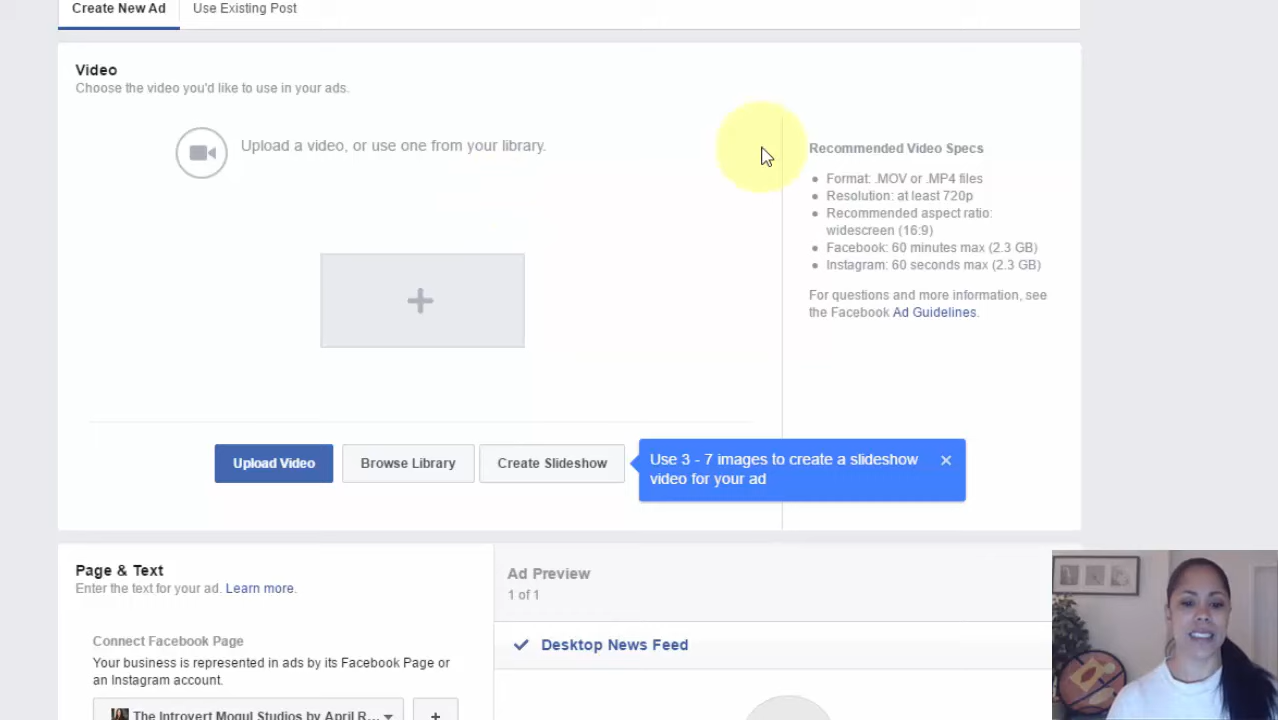 Create New Ad
Use Existing Post
Video
Choose the video you'd like to use in your ads.
Upload a video, or use one from your library.
Recommended Video Specs
Format: .MOV or .MP4 files
Resolution: at least 720p
Recommended aspect ratio:
widescreen (16:9)
Facebook: 60 minutes max (2.3 GB)
Instagram: 60 seconds max (2.3 GB)
For questions and more information, see
the Facebook Ad Guidelines.
Upload Video
Browse Library
Create Slideshow
Use 3 - 7 images to create a slideshow
video for your ad
Page & Text
Enter the text for your ad. Learn more.
Connect Facebook Page
Your business is represented in ads by its Facebook Page or
an Instagram account.
The Introvert Mogul Studios by April R...
Ad Preview
1 of 1
Desktop News Feed